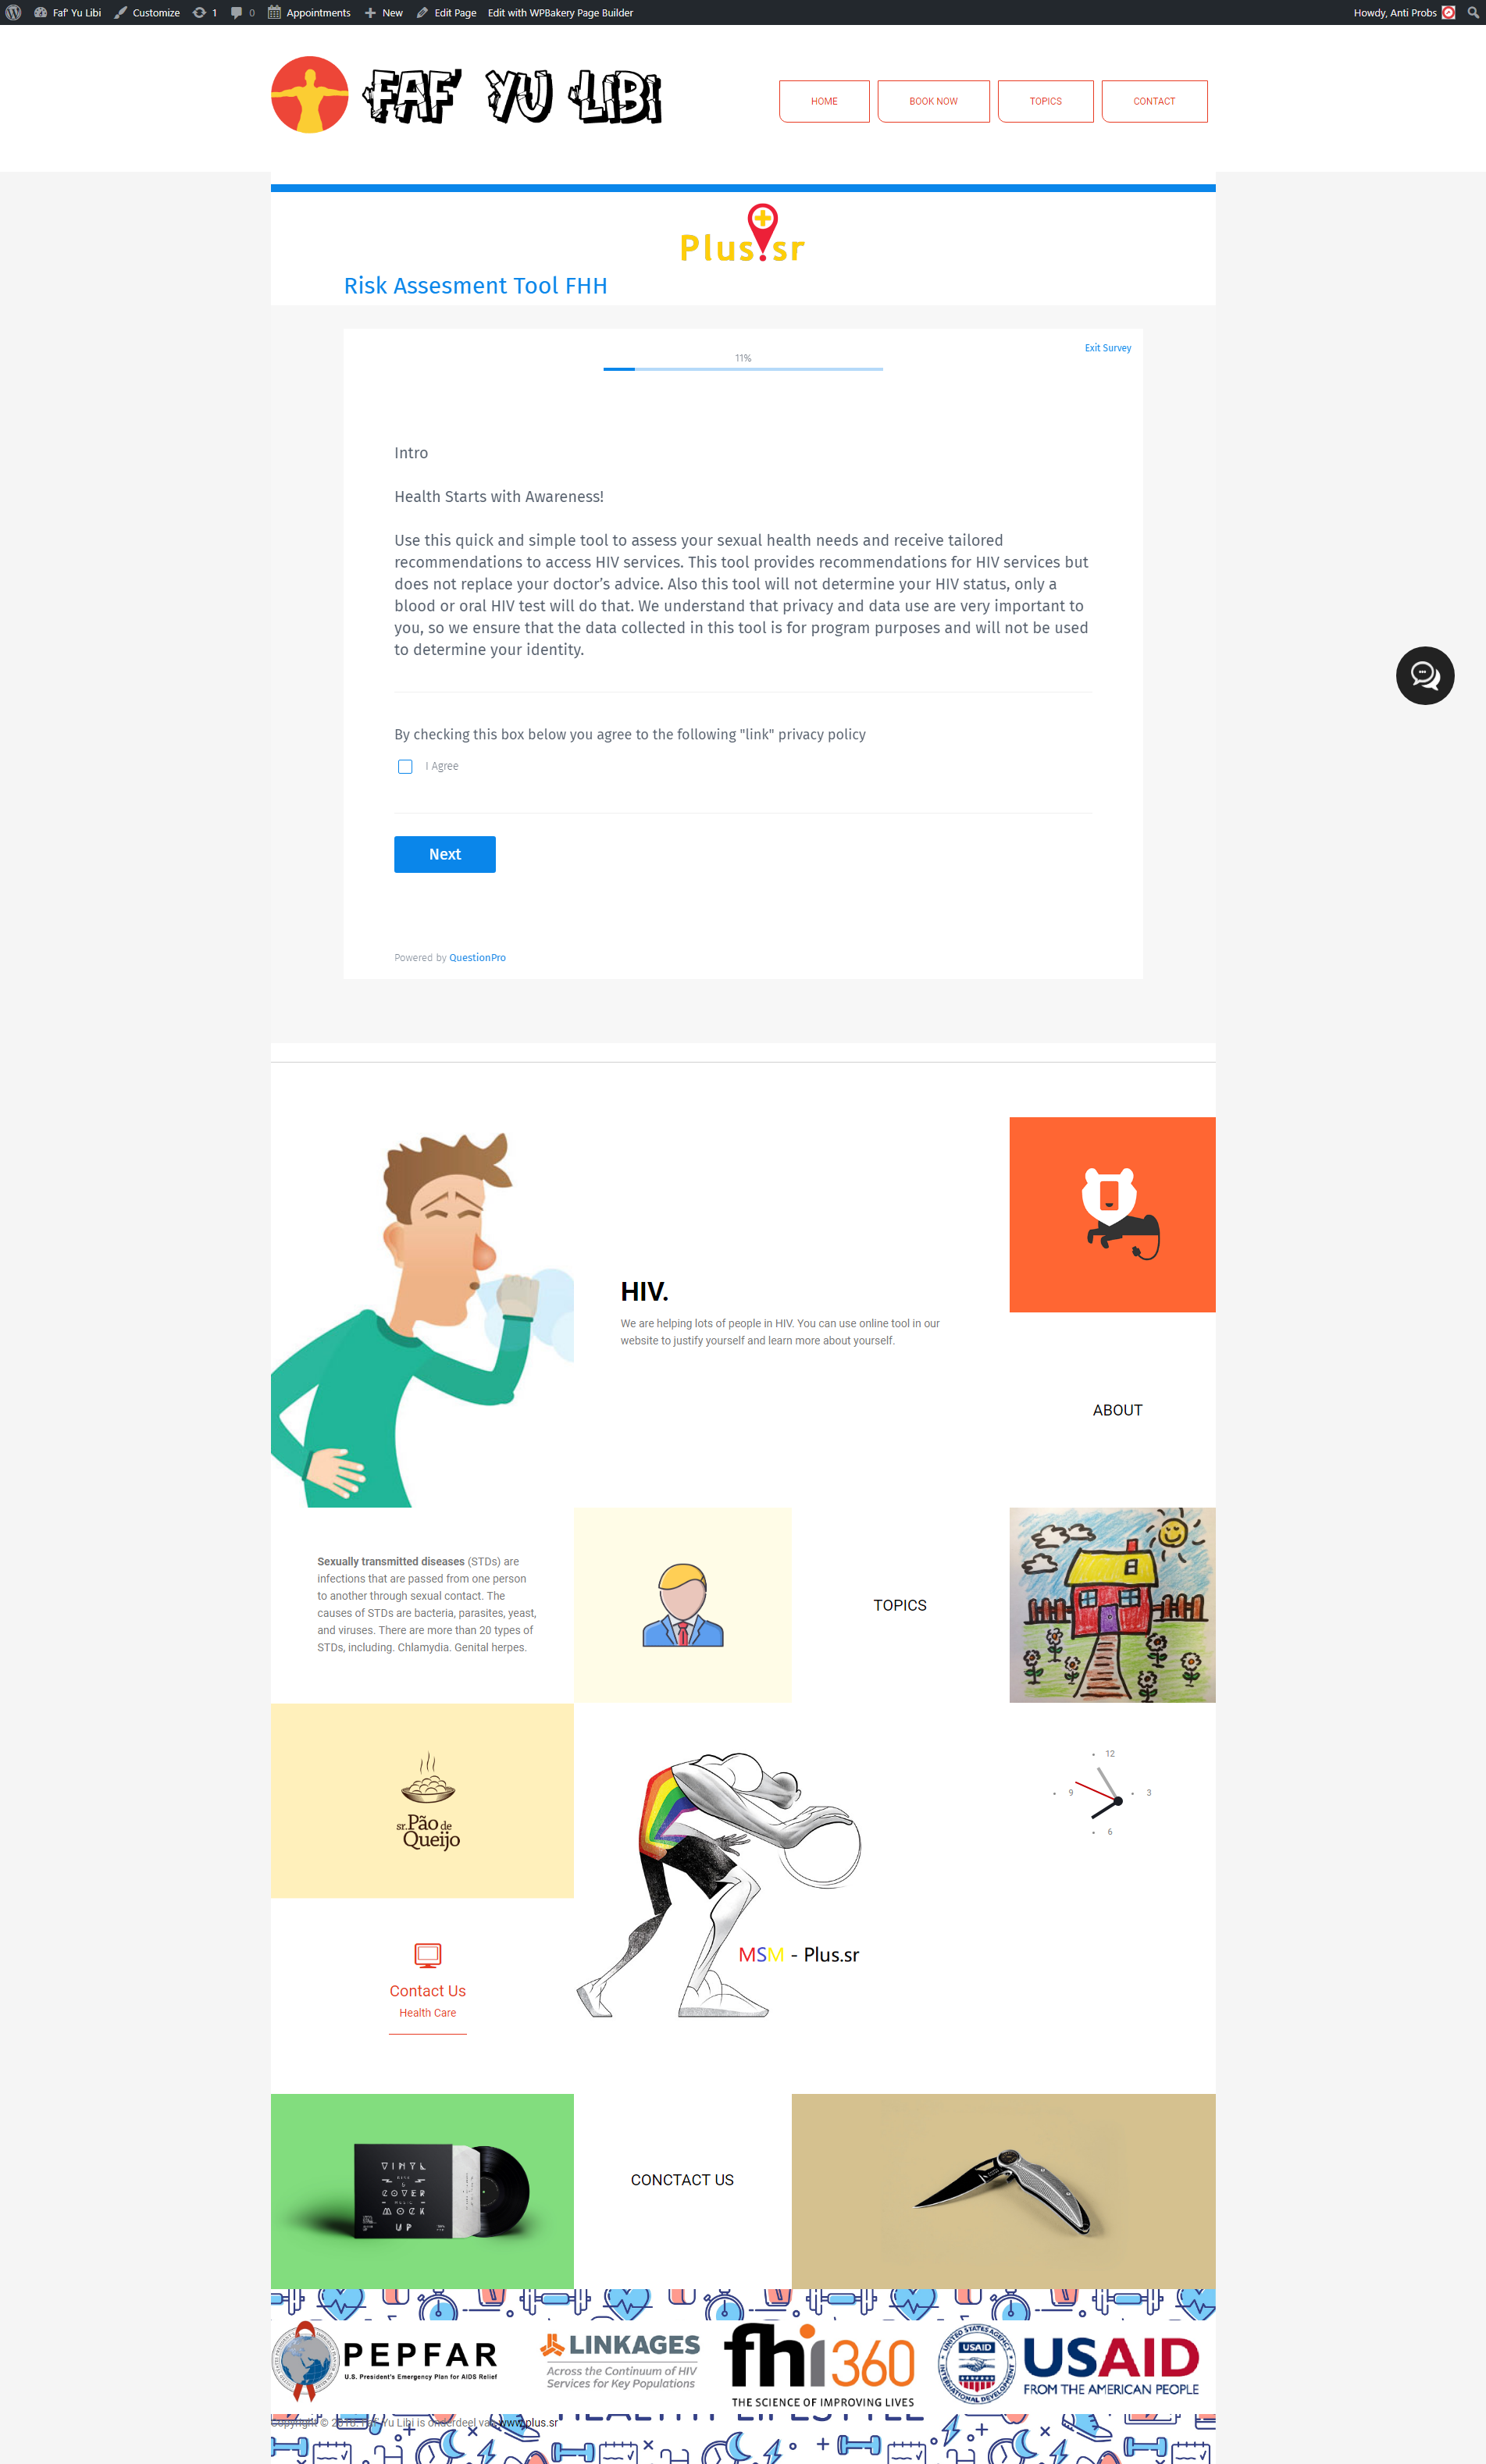 Faf' Yu Libi Customize 1 0 Appointments New Edit Page Edit with WPBakery Page Builder Howdy, Anti Probs
FAF' YU LIBI
HOME BOOK NOW TOPICS CONTACT
Plus sr
Risk Assesment Tool FHH
Exit Survey
11%
Intro
Health Starts with Awareness!
Use this quick and simple tool to assess your sexual health needs and receive tailored
recommendations to access HIV services. This tool provides recommendations for HIV services but
does not replace your doctor’s advice. Also this tool will not determine your HIV status, only a
blood or oral HIV test will do that. We understand that privacy and data use are very important to
you, so we ensure that the data collected in this tool is for program purposes and will not be used
to determine your identity.
By checking this box below you agree to the following "link" privacy policy
I Agree
Next
Powered by QuestionPro
HIV.
We are helping lots of people in HIV. You can use online tool in our
website to justify yourself and learn more about yourself.
ABOUT
Sexually transmitted diseases (STDs) are
infections that are passed from one person
to another through sexual contact. The
causes of STDs are bacteria, parasites, yeast,
and viruses. There are more than 20 types of
STDs, including. Chlamydia. Genital herpes.
TOPICS
sr. Pão de
Queijo
12
9 3
6
MSM - Plus.sr
Contact Us
Health Care
VINYL
COVER
MOCK
UP
CONCTACT US
PEPFAR
U.S. President's Emergency Plan for AIDS Relief
LINKAGES
Across the Continuum of HIV
Services for Key Populations
fhi 360
THE SCIENCE OF IMPROVING LIVES
UNITED STATES AGENCY
USAID
INTERNATIONAL DEVELOPMENT
USAID
FROM THE AMERICAN PEOPLE
HEALTHY LIFESTYLE
Copyright © Faf Yu Libi is onderdeel van www.plus.sr